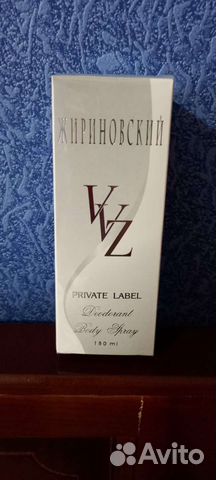 ЖИРИНОВСКИЙ
VVZ
PRIVATE LABEL
Deodorant
Body Spray
150 ml
Avito